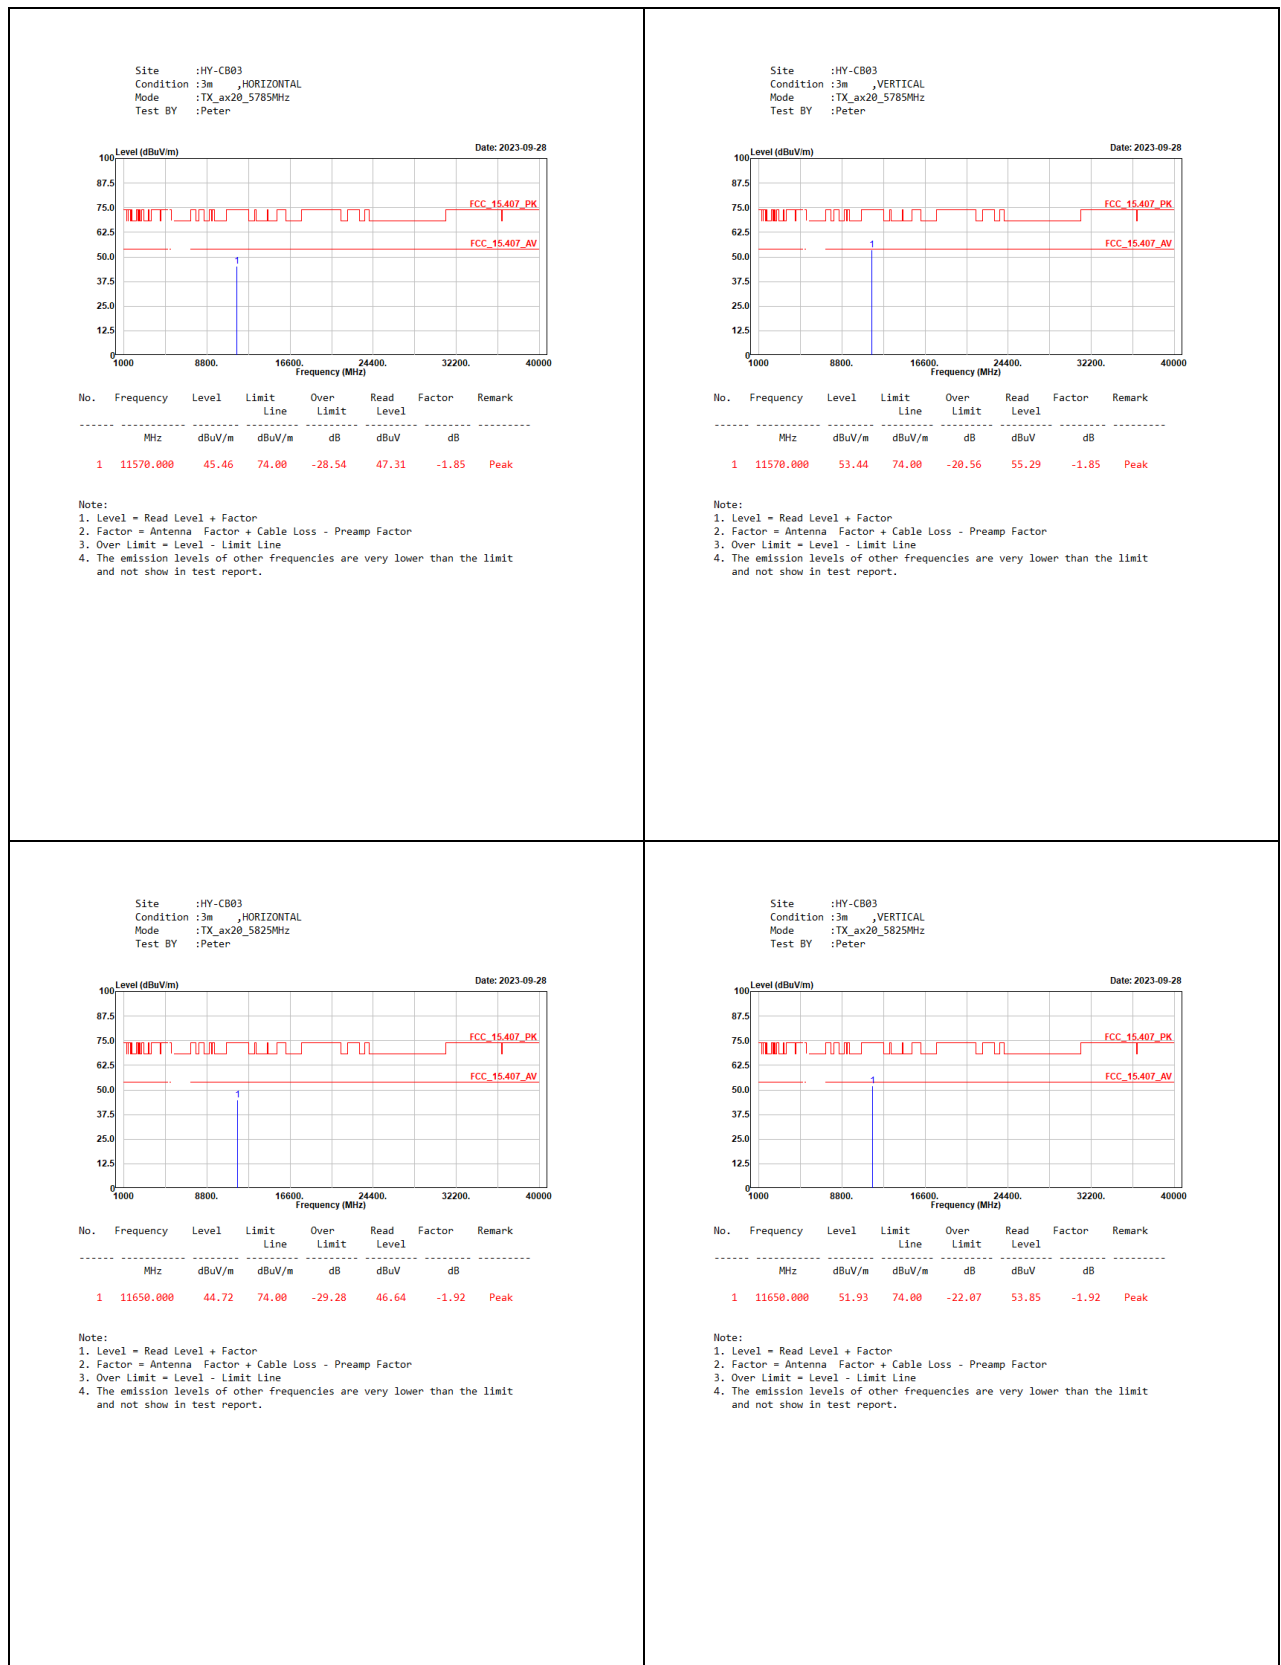 Site :HY-CB03
Condition :3m ,HORIZONTAL
Mode :TX_ax20_5785MHz
Test BY :Peter
Level (dBuV/m) Date: 2023-09-28
100
87.5
75.0
FCC_15.407_PK
62.5
FCC_15.407_AV
50.0
1
37.5
25.0
12.5
0
1000 8800. 16600. 24400. 32200. 40000
Frequency (MHz)
No. Frequency Level Limit Over Read Factor Remark
Line Limit Level
------ ----------- -------- --------- --------- --------- -------- ---------
MHz dBuV/m dBuV/m dB dBuV dB
1 11570.000 45.46 74.00 -28.54 47.31 -1.85 Peak
Note:
1. Level = Read Level + Factor
2. Factor = Antenna Factor + Cable Loss - Preamp Factor
3. Over Limit = Level - Limit Line
4. The emission levels of other frequencies are very lower than the limit
and not show in test report.
Site :HY-CB03
Condition :3m ,VERTICAL
Mode :TX_ax20_5785MHz
Test BY :Peter
Level (dBuV/m) Date: 2023-09-28
100
87.5
75.0
FCC_15.407_PK
62.5
FCC_15.407_AV
1
50.0
37.5
25.0
12.5
0
1000 8800. 16600. 24400. 32200. 40000
Frequency (MHz)
No. Frequency Level Limit Over Read Factor Remark
Line Limit Level
------ ----------- -------- --------- --------- --------- -------- ---------
MHz dBuV/m dBuV/m dB dBuV dB
1 11570.000 53.44 74.00 -20.56 55.29 -1.85 Peak
Note:
1. Level = Read Level + Factor
2. Factor = Antenna Factor + Cable Loss - Preamp Factor
3. Over Limit = Level - Limit Line
4. The emission levels of other frequencies are very lower than the limit
and not show in test report.
Site :HY-CB03
Condition :3m ,HORIZONTAL
Mode :TX_ax20_5825MHz
Test BY :Peter
Level (dBuV/m) Date: 2023-09-28
100
87.5
75.0
FCC_15.407_PK
62.5
FCC_15.407_AV
50.0
1
37.5
25.0
12.5
0
1000 8800. 16600. 24400. 32200. 40000
Frequency (MHz)
No. Frequency Level Limit Over Read Factor Remark
Line Limit Level
------ ----------- -------- --------- --------- --------- -------- ---------
MHz dBuV/m dBuV/m dB dBuV dB
1 11650.000 44.72 74.00 -29.28 46.64 -1.92 Peak
Note:
1. Level = Read Level + Factor
2. Factor = Antenna Factor + Cable Loss - Preamp Factor
3. Over Limit = Level - Limit Line
4. The emission levels of other frequencies are very lower than the limit
and not show in test report.
Site :HY-CB03
Condition :3m ,VERTICAL
Mode :TX_ax20_5825MHz
Test BY :Peter
Level (dBuV/m) Date: 2023-09-28
100
87.5
75.0
FCC_15.407_PK
62.5
FCC_15.407_AV
1
50.0
37.5
25.0
12.5
0
1000 8800. 16600. 24400. 32200. 40000
Frequency (MHz)
No. Frequency Level Limit Over Read Factor Remark
Line Limit Level
------ ----------- -------- --------- --------- --------- -------- ---------
MHz dBuV/m dBuV/m dB dBuV dB
1 11650.000 51.93 74.00 -22.07 53.85 -1.92 Peak
Note:
1. Level = Read Level + Factor
2. Factor = Antenna Factor + Cable Loss - Preamp Factor
3. Over Limit = Level - Limit Line
4. The emission levels of other frequencies are very lower than the limit
and not show in test report.